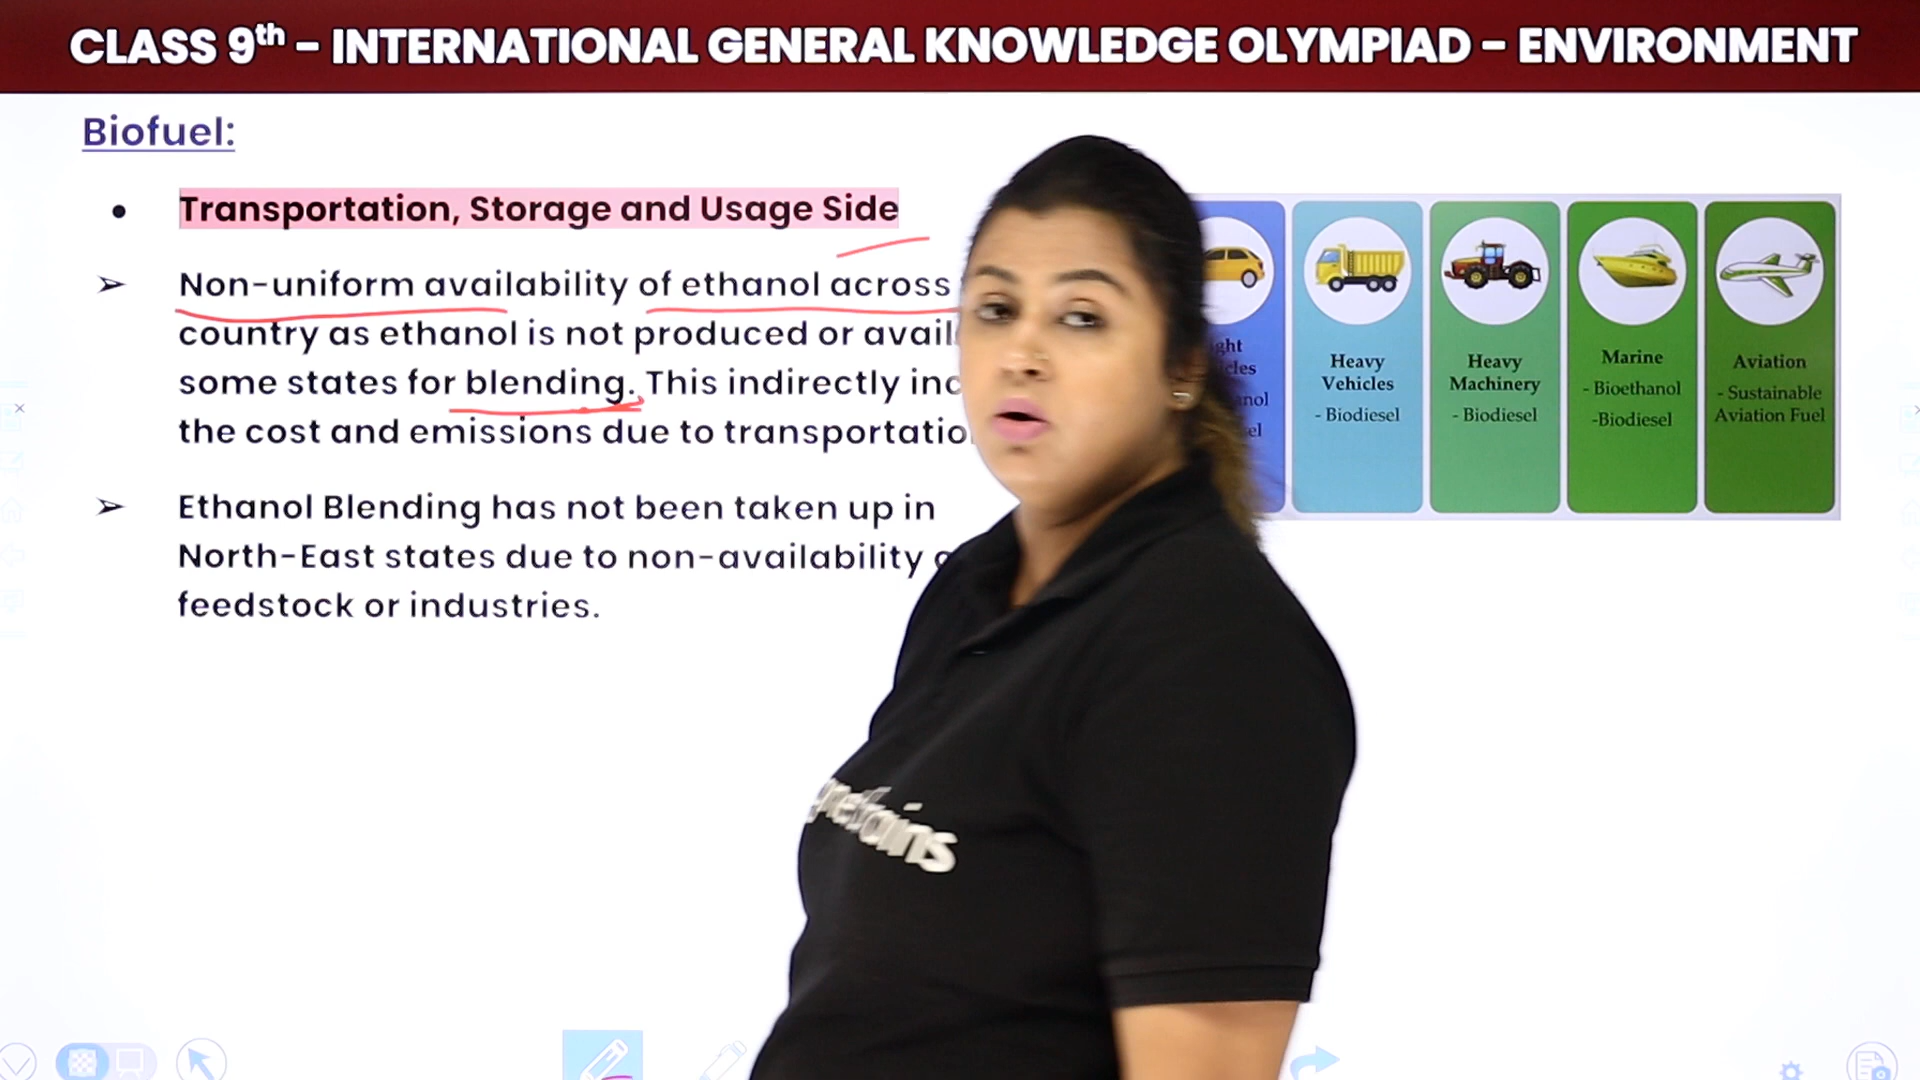 CLASS 9th - INTERNATIONAL GENERAL KNOWLEDGE OLYMPIAD - ENVIRONMENT
Biofuel:
• Transportation, Storage and Usage Side
➢ Non-uniform availability of ethanol across
country as ethanol is not produced or
some states for blending. This indirectly
the cost and emissions due to
➢ Ethanol Blending has not been taken up in
North-East states due to non-availability
feedstock or industries.
Heavy
Vehicles
- Biodiesel
Heavy
Machinery
- Biodiesel
Marine
- Bioethanol
-Biodiesel
Aviation
- Sustainable
Aviation Fuel